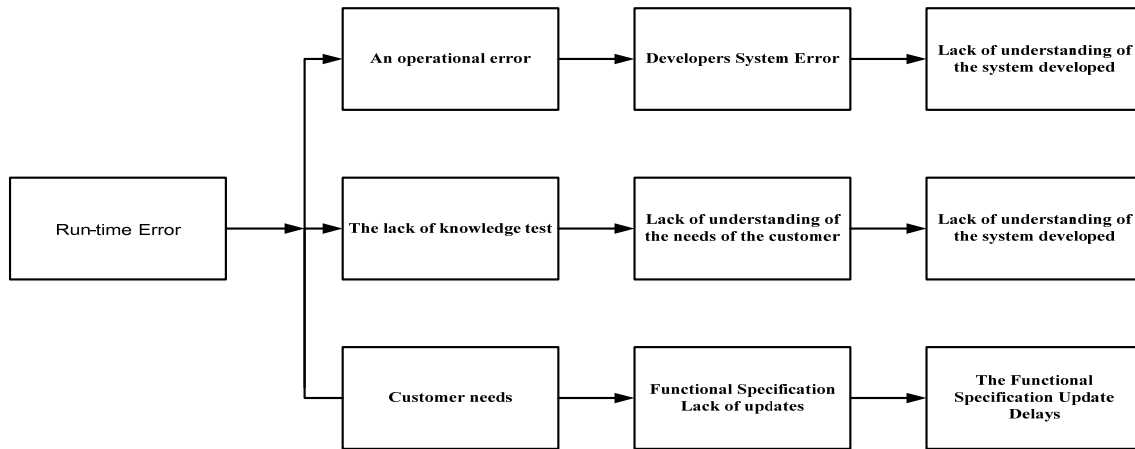 An operational error
Developers System Error
Lack of understanding of
the system developed
Run-time Error
The lack of knowledge test
Lack of understanding of
the needs of the customer
Lack of understanding of
the system developed
Customer needs
Functional Specification
Lack of updates
The Functional
Specification Update
Delays